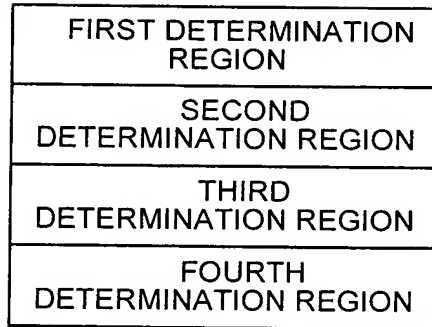 FIRST DETERMINATION
REGION
SECOND
DETERMINATION REGION
THIRD
DETERMINATION REGION
FOURTH
DETERMINATION REGION